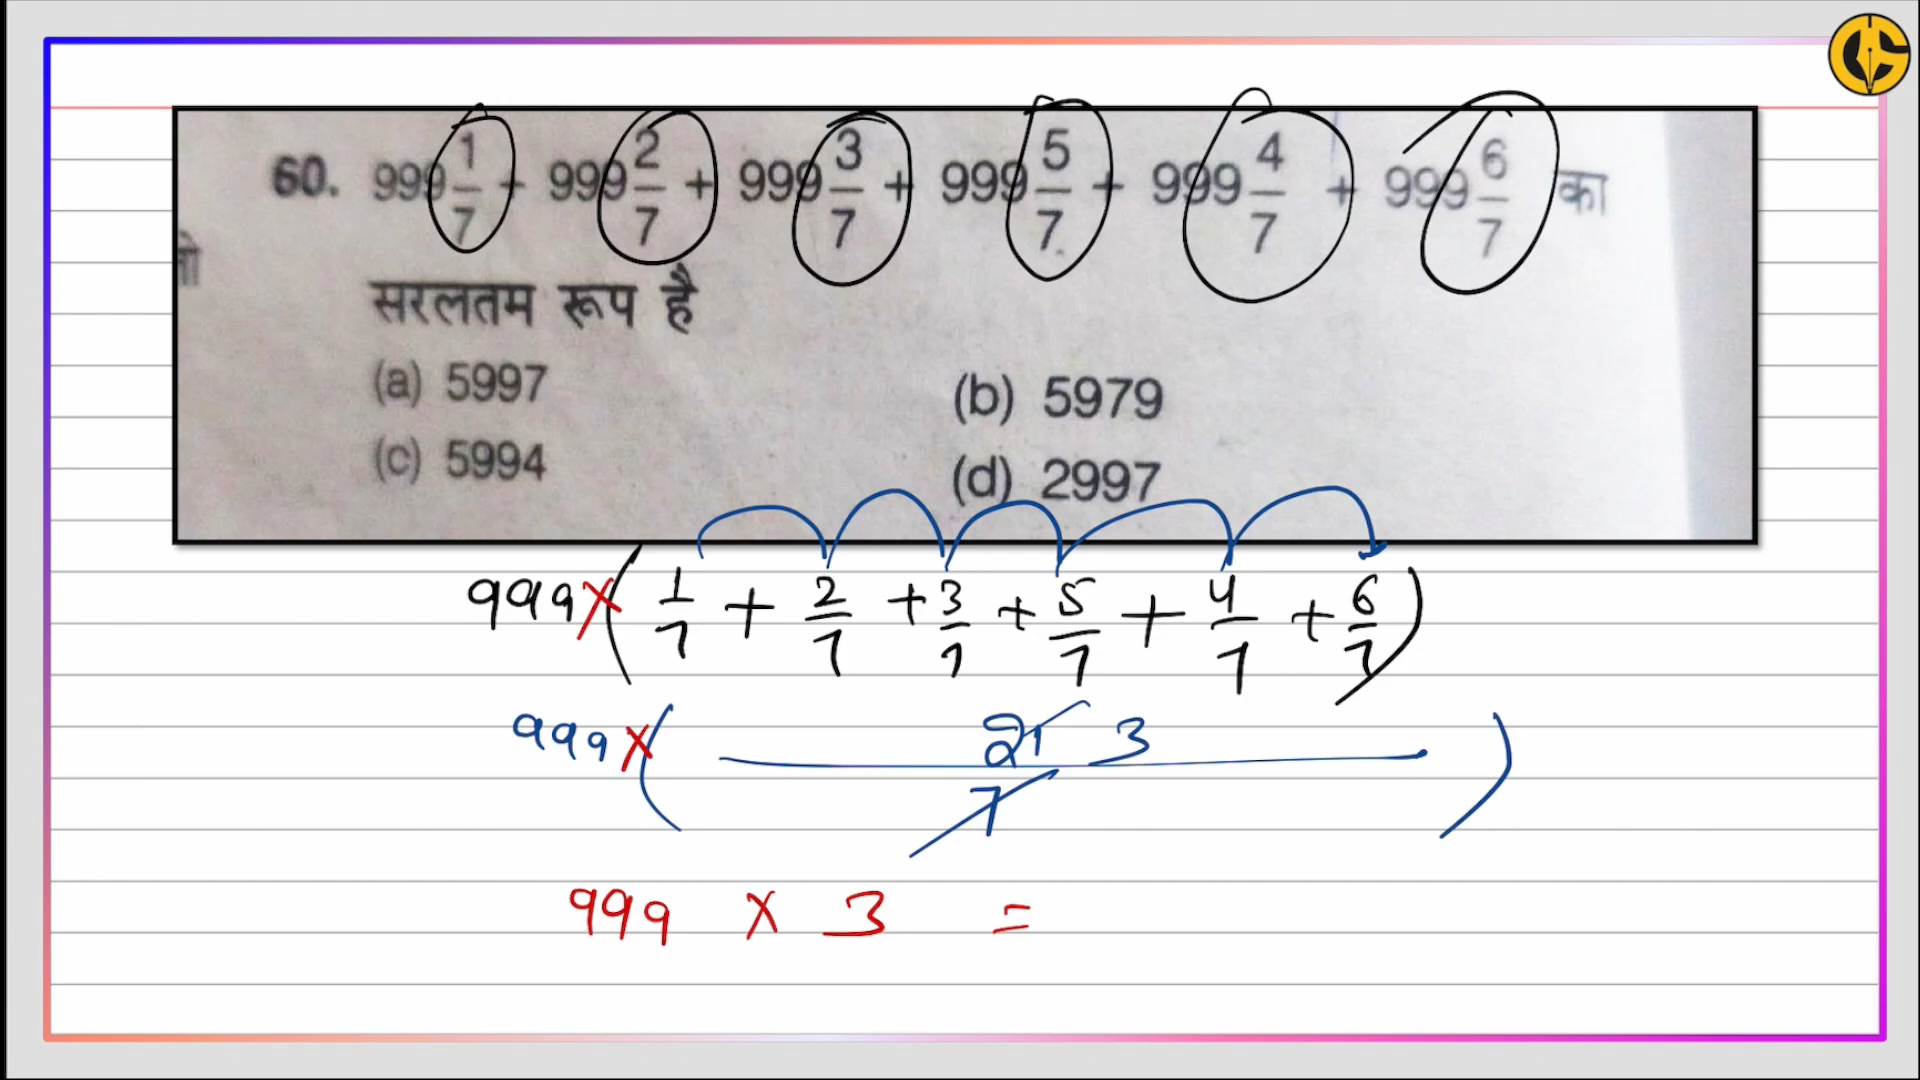 60. 999 1/7 + 999 2/7 + 999 3/7 + 999 5/7 + 999 4/7 + 999 6/7 का
सरलतम रूप है
(a) 5997 (b) 5979
(c) 5994 (d) 2997
999 × ( 1/7 + 2/7 + 3/7 + 5/7 + 4/7 + 6/7 )
999 × ( 21/7 3 )
999 × 3 =